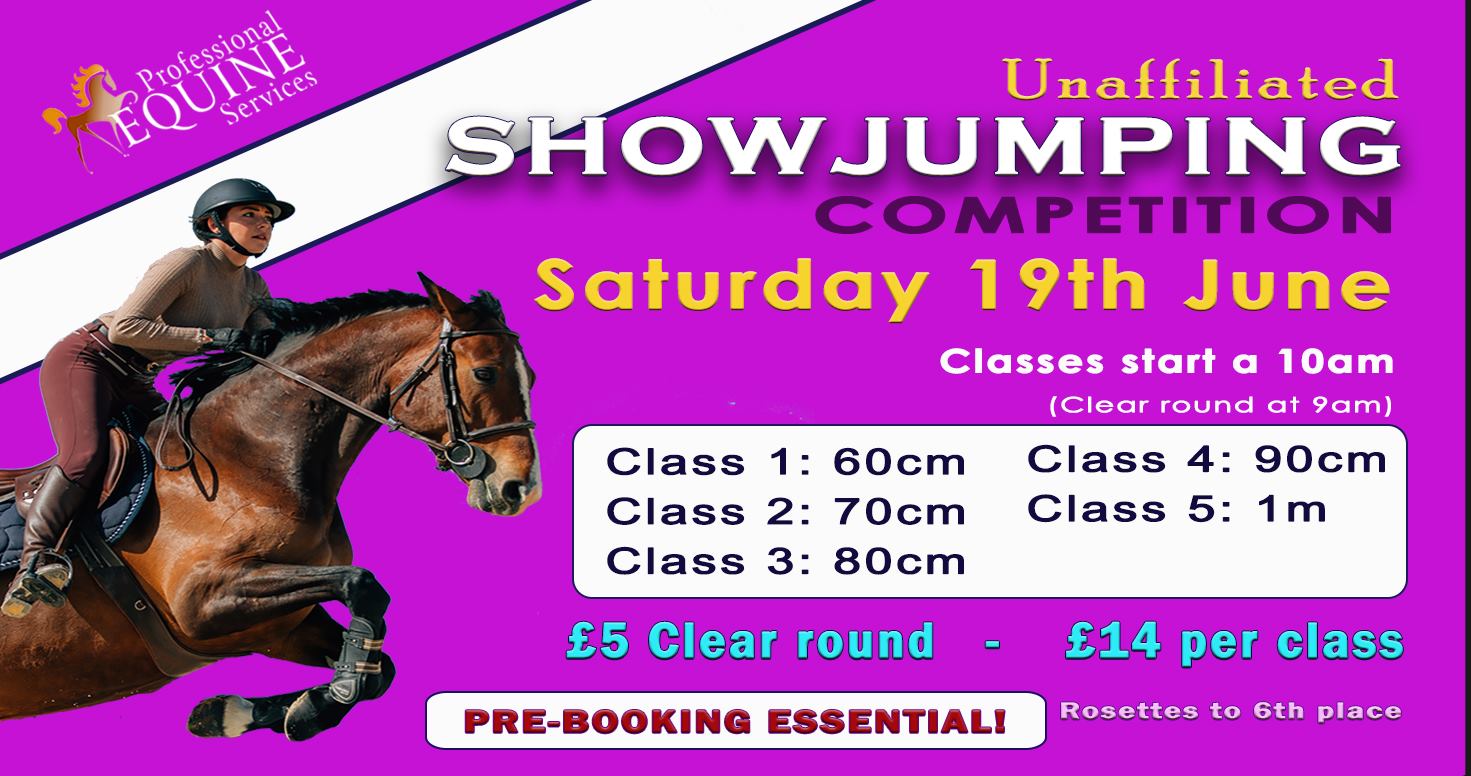 Professional
EQUINE
Services
Unaffiliated
SHOWJUMPING
COMPETITION
Saturday 19th June
Classes start a 10am
(Clear round at 9am)
Class 1: 60cm
Class 2: 70cm
Class 3: 80cm
Class 4: 90cm
Class 5: 1m
£5 Clear round - £14 per class
PRE-BOOKING ESSENTIAL!
Rosettes to 6th place